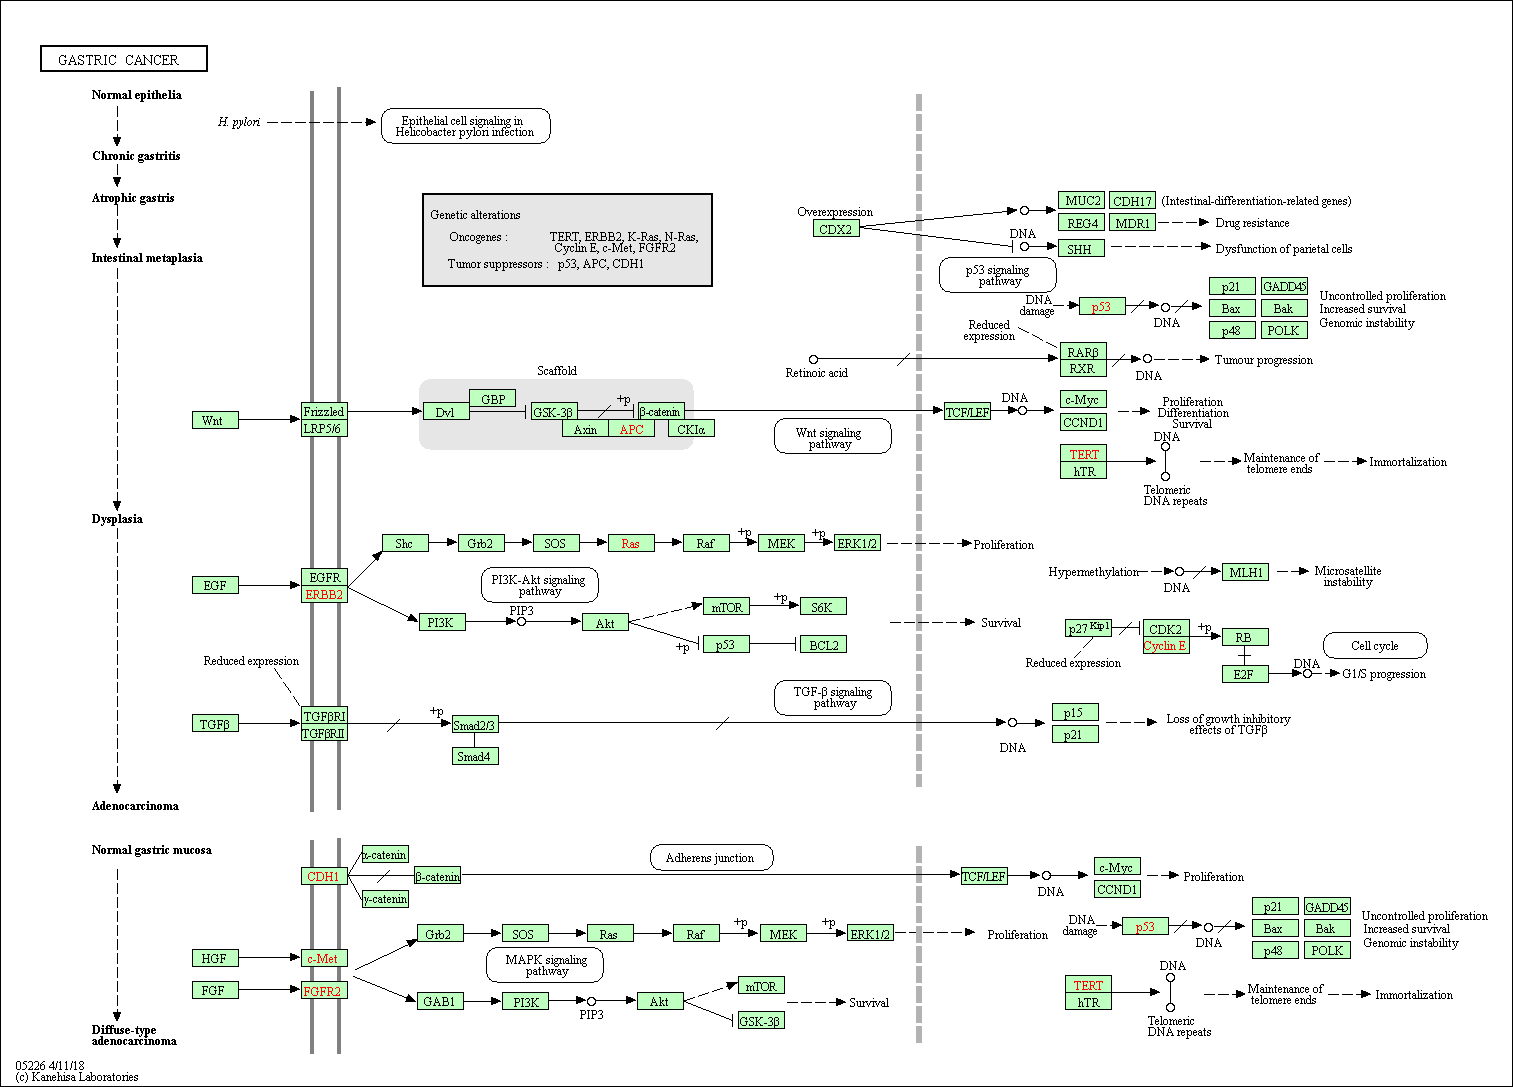 GASTRIC CANCER
Normal epithelia
H. pylori
Epithelial cell signaling in
Helicobacter pylori infection
Chronic gastritis
Atrophic gastris
Intestinal metaplasia
Genetic alterations
Oncogenes :
TERT, ERBB2, K-Ras, N-Ras,
Cyclin E, c-Met, FGFR2
Tumor suppressors : p53, APC, CDH1
Overexpression
CDX2
MUC2
CDH17
(Intestinal-differentiation-related genes)
REG4
MDR1
Drug resistance
DNA
SHH
Dysfunction of parietal cells
p53 signaling
pathway
DNA
damage
p53
DNA
p21
GADD45
Bax
Bak
p48
POLK
Uncontrolled proliferation
Increased survival
Genomic instability
Reduced
expression
Retinoic acid
RARβ
RXR
DNA
Tumour progression
Scaffold
Wnt
Frizzled
LRP5/6
Dvl
GBP
GSK-3β
+p
β-catenin
Axin
APC
CKIα
Wnt signaling
pathway
TCF/LEF
DNA
c-Myc
CCND1
Proliferation
Differentiation
Survival
TERT
hTR
DNA
Telomeric
DNA repeats
Maintenance of
telomere ends
Immortalization
Dysplasia
EGF
EGFR
ERBB2
Shc
Grb2
SOS
Ras
Raf
+p
MEK
+p
ERK1/2
Proliferation
PI3K-Akt signaling
pathway
PI3K
PIP3
Akt
mTOR
+p
S6K
+p
p53
BCL2
Survival
Hypermethylation
DNA
MLH1
Microsatellite
instability
p27 Kip1
Reduced expression
CDK2
Cyclin E
+p
RB
E2F
DNA
Cell cycle
G1/S progression
Reduced expression
TGFβ
TGFβRI
TGFβRII
+p
Smad2/3
Smad4
TGF-β signaling
pathway
DNA
p15
p21
Loss of growth inhibitory
effects of TGFβ
Adenocarcinoma
Normal gastric mucosa
CDH1
α-catenin
β-catenin
γ-catenin
Adherens junction
TCF/LEF
DNA
c-Myc
CCND1
Proliferation
HGF
c-Met
FGF
FGFR2
Grb2
SOS
Ras
Raf
+p
MEK
+p
ERK1/2
Proliferation
MAPK signaling
pathway
GAB1
PI3K
PIP3
Akt
mTOR
GSK-3β
Survival
DNA
damage
p53
DNA
p21
GADD45
Bax
Bak
p48
POLK
Uncontrolled proliferation
Increased survival
Genomic instability
TERT
hTR
DNA
Telomeric
DNA repeats
Maintenance of
telomere ends
Immortalization
Diffuse-type
adenocarcinoma
05226 4/11/18
(c) Kanehisa Laboratories